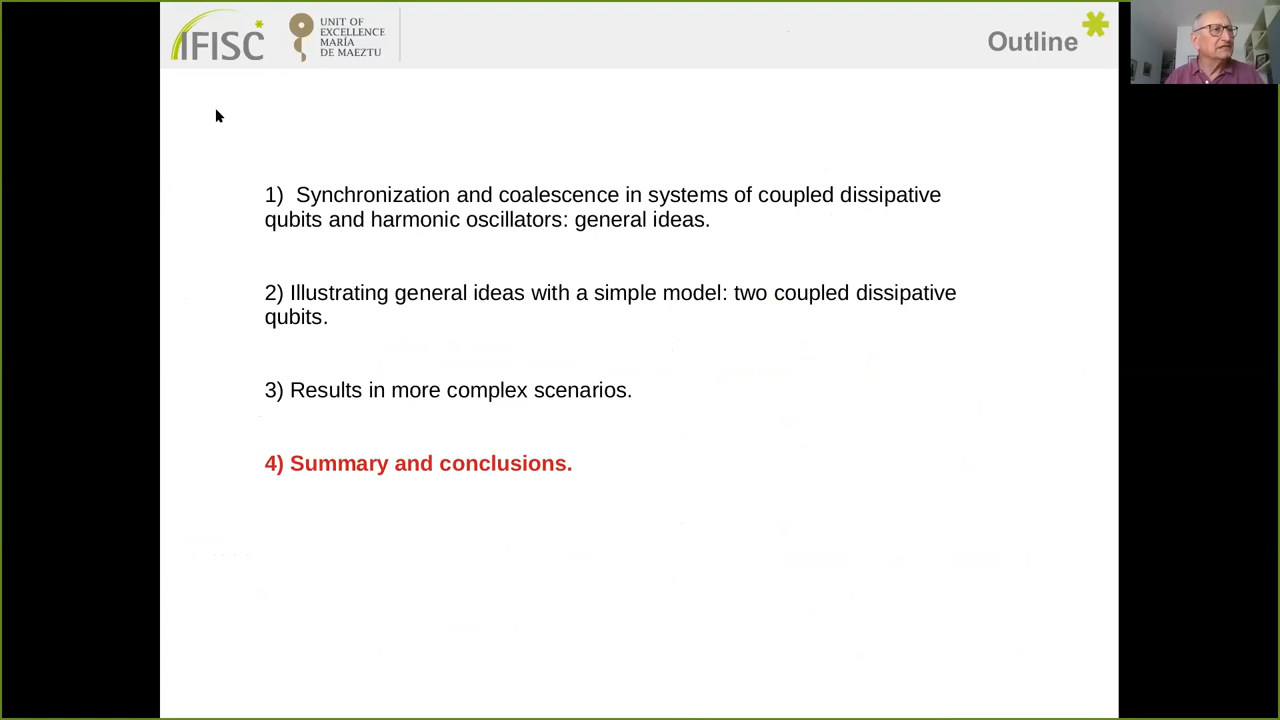 IFISC
UNIT OF
EXCELLENCE
MARÍA
DE MAEZTU
Outline
1) Synchronization and coalescence in systems of coupled dissipative
qubits and harmonic oscillators: general ideas.
2) Illustrating general ideas with a simple model: two coupled dissipative
qubits.
3) Results in more complex scenarios.
4) Summary and conclusions.